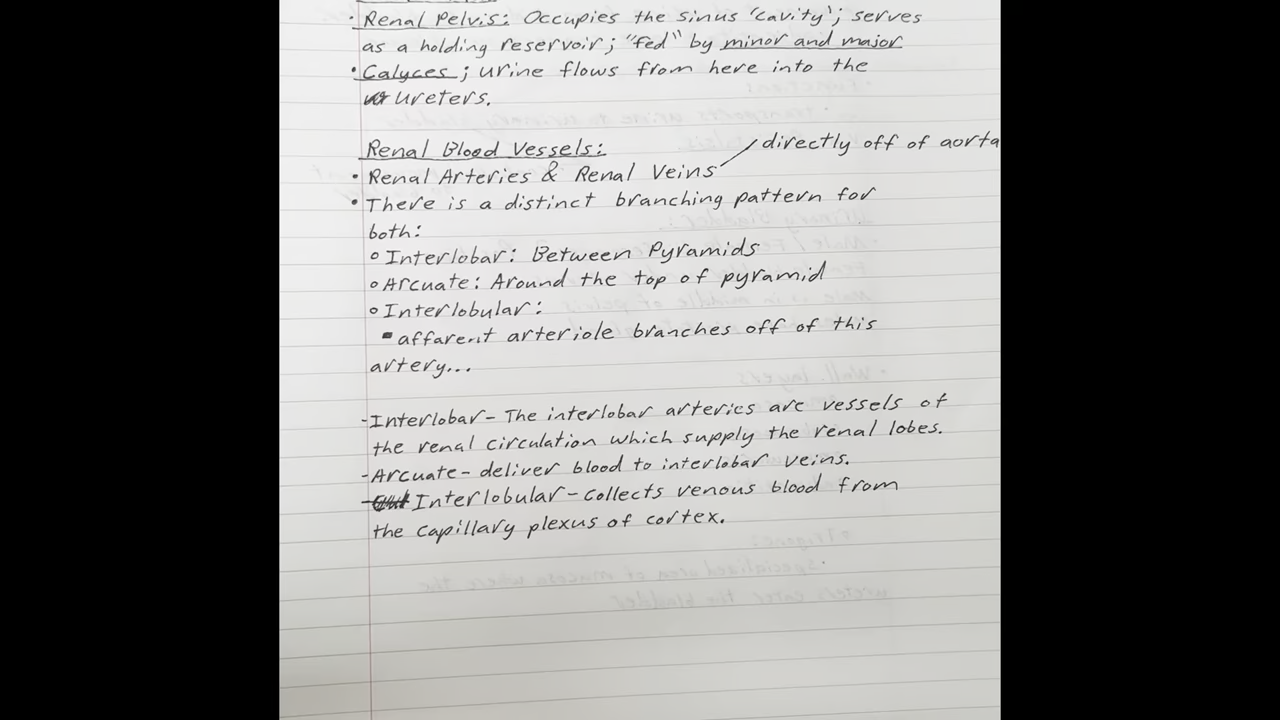 · Renal Pelvis: Occupies the sinus 'cavity'; serves
as a holding reservoir; "fed" by minor and major
· Calyces; urine flows from here into the
ureters.
Renal Blood Vessels:
directly off of aorta
• Renal Arteries & Renal Veins
• There is a distinct branching pattern for
both:
o Interlobar: Between Pyramids
o Arcuate: Around the top of pyramid
o Interlobular:
▪ affarent arteriole branches off of this
artery...
-Interlobar- The interlobar arteries are vessels of
the renal circulation which supply the renal lobes.
-Arcuate- deliver blood to interlobar veins.
- Interlobular- collects venous blood from
the capillary plexus of cortex.